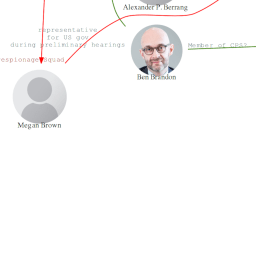 Alexander P. Berrang
representative
for US gov
during preliminary hearings
Member of CPS?
espionage squad
Ben Brandon
Megan Brown